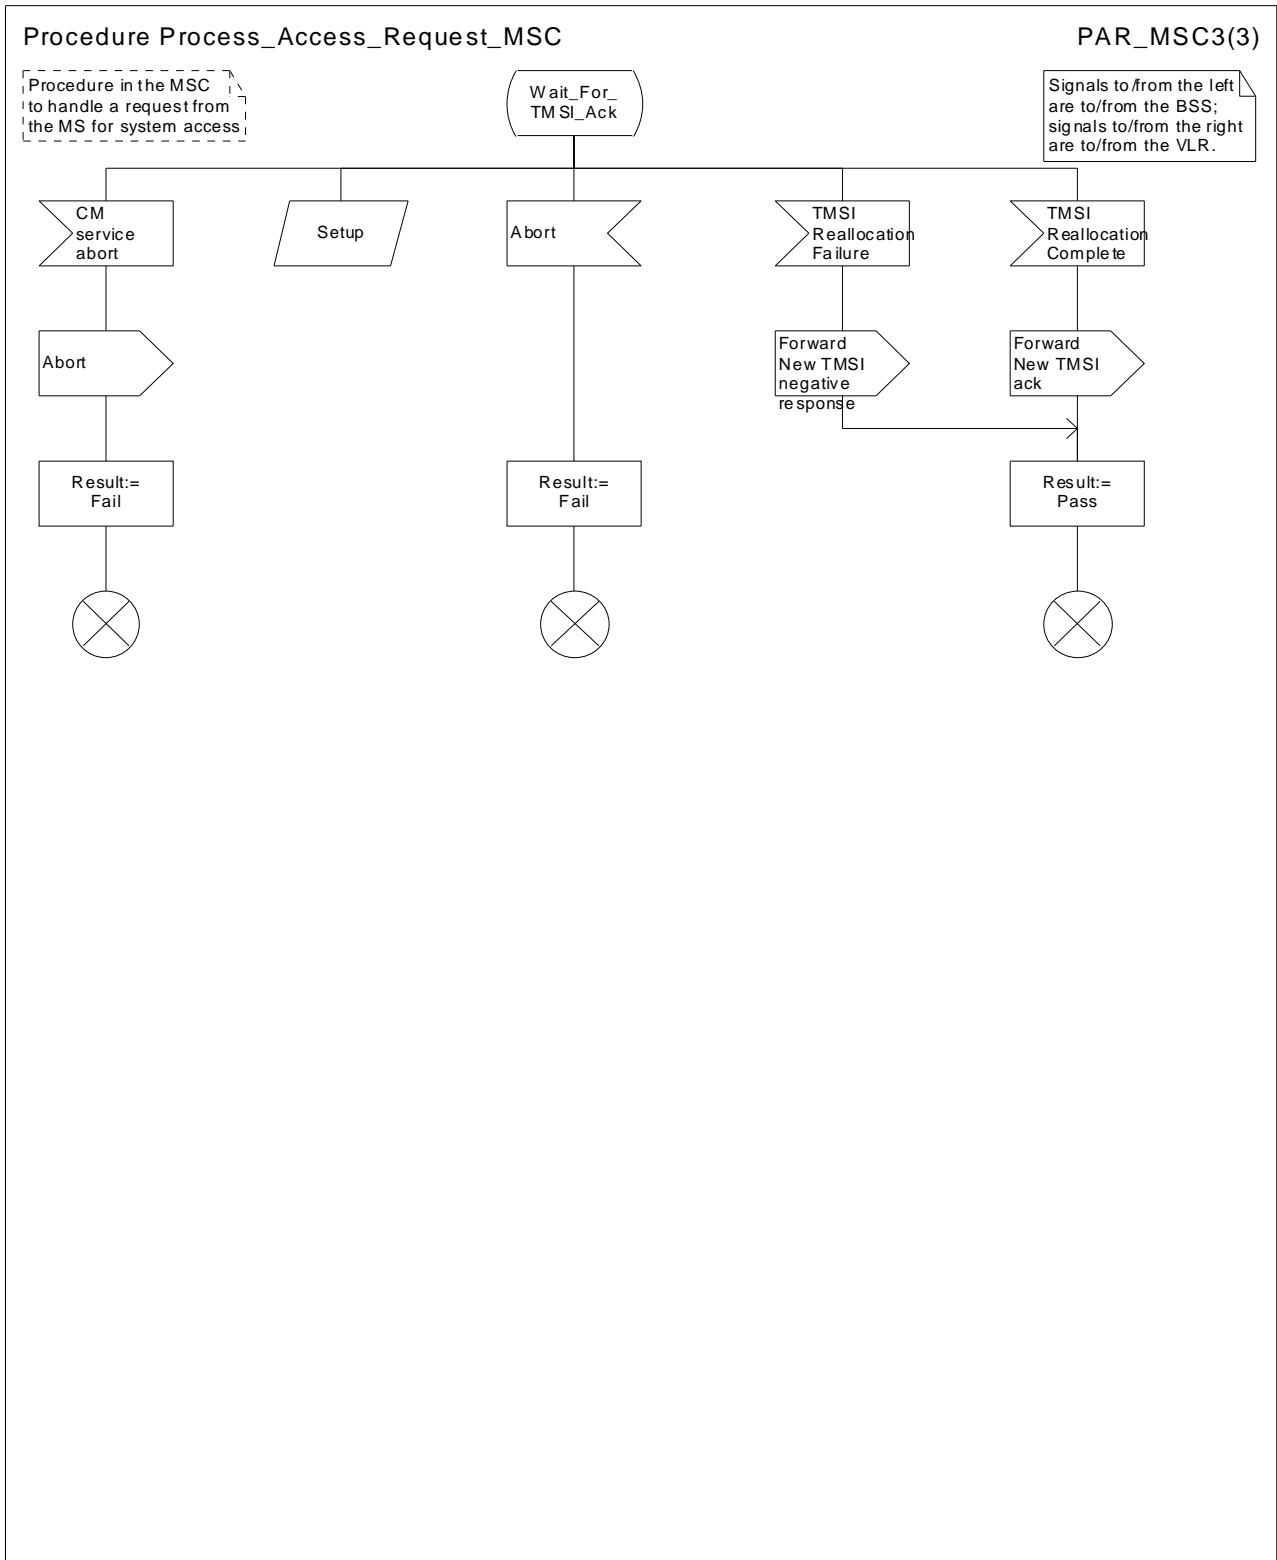 Procedure Process_Access_Request_MSC
PAR_MSC3(3)
Procedure in the MSC
to handle a request from
the MS for system access
Wait_For_
TMSI_Ack
Signals to/from the left
are to/from the BSS;
signals to/from the right
are to/from the VLR.
CM
service
abort
Setup
Abort
TMSI
Reallocation
Failure
TMSI
Reallocation
Complete
Abort
Forward
New TMSI
negative
response
Forward
New TMSI
ack
Result:=
Fail
Result:=
Fail
Result:=
Pass